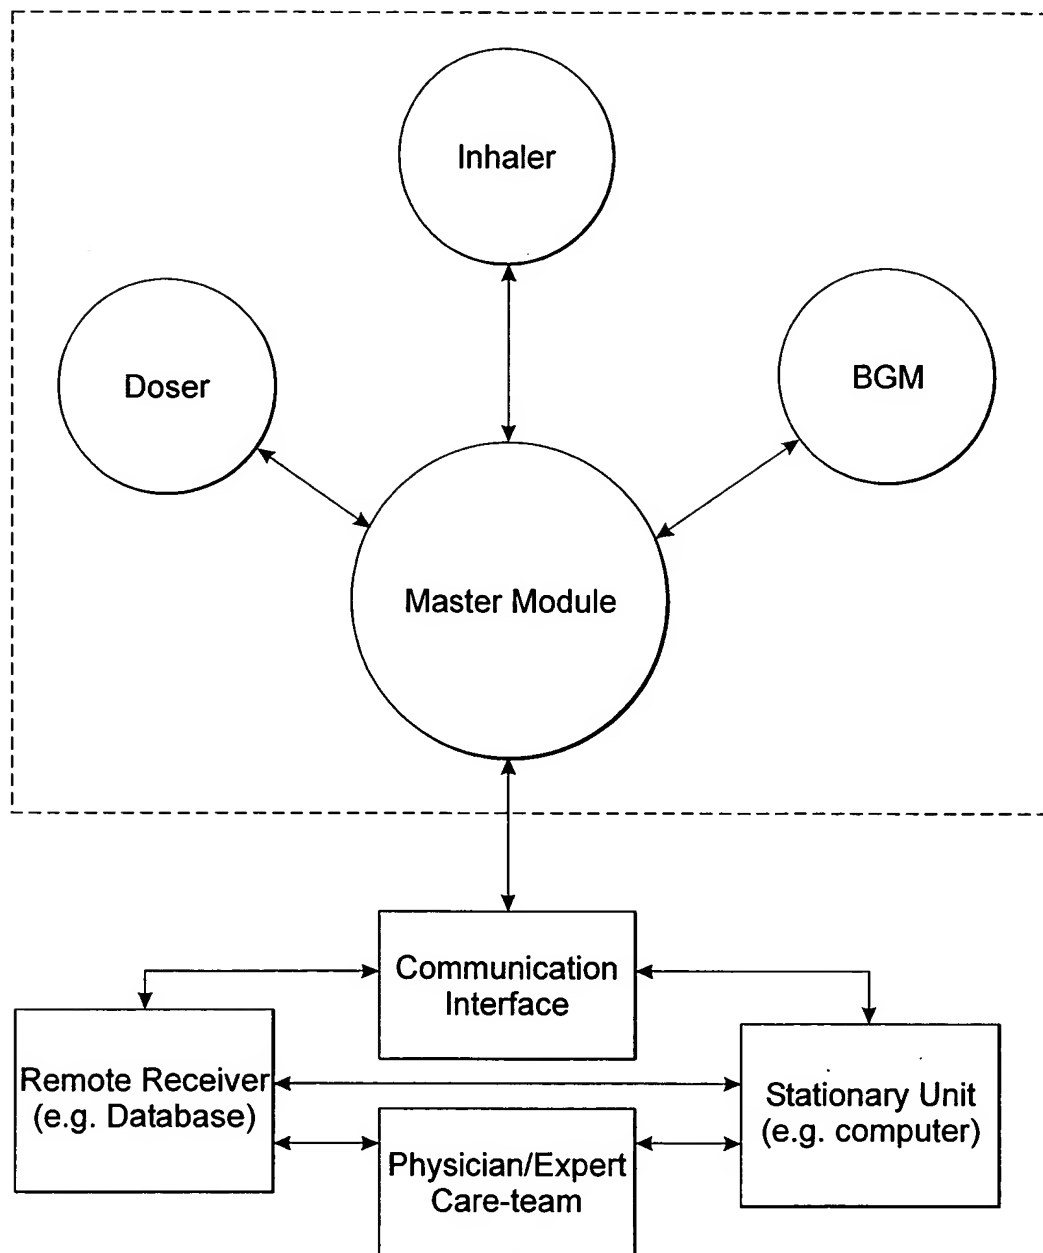 Inhaler
Doser
BGM
Master Module
Communication
Interface
Remote Receiver
(e.g. Database)
Stationary Unit
(e.g. computer)
Physician/Expert
Care-team